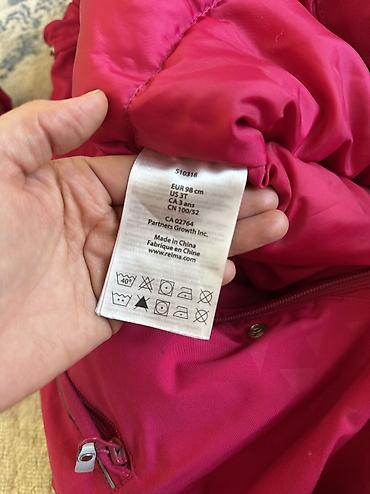 510318
EUR 98 cm
US 3T
CA 3 ans
CN 100/52
CA 02764
Partners Growth Inc.
Made in China
Fabriqué en Chine
www.reima.com
40°